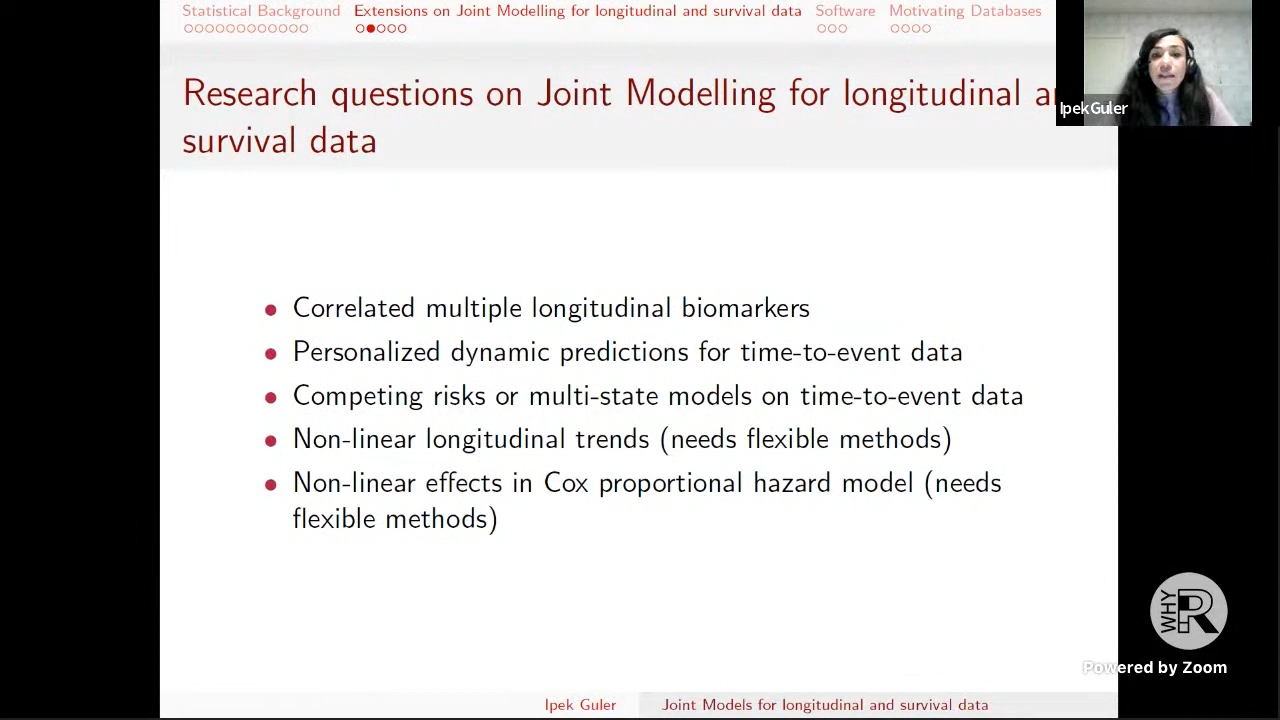 Statistical Background Extensions on Joint Modelling for longitudinal and survival data Software Motivating Databases
Research questions on Joint Modelling for longitudinal a
survival data
IpekGuler
• Correlated multiple longitudinal biomarkers
• Personalized dynamic predictions for time-to-event data
• Competing risks or multi-state models on time-to-event data
• Non-linear longitudinal trends (needs flexible methods)
• Non-linear effects in Cox proportional hazard model (needs
flexible methods)
WHY R
Powered by Zoom
Ipek Guler Joint Models for longitudinal and survival data